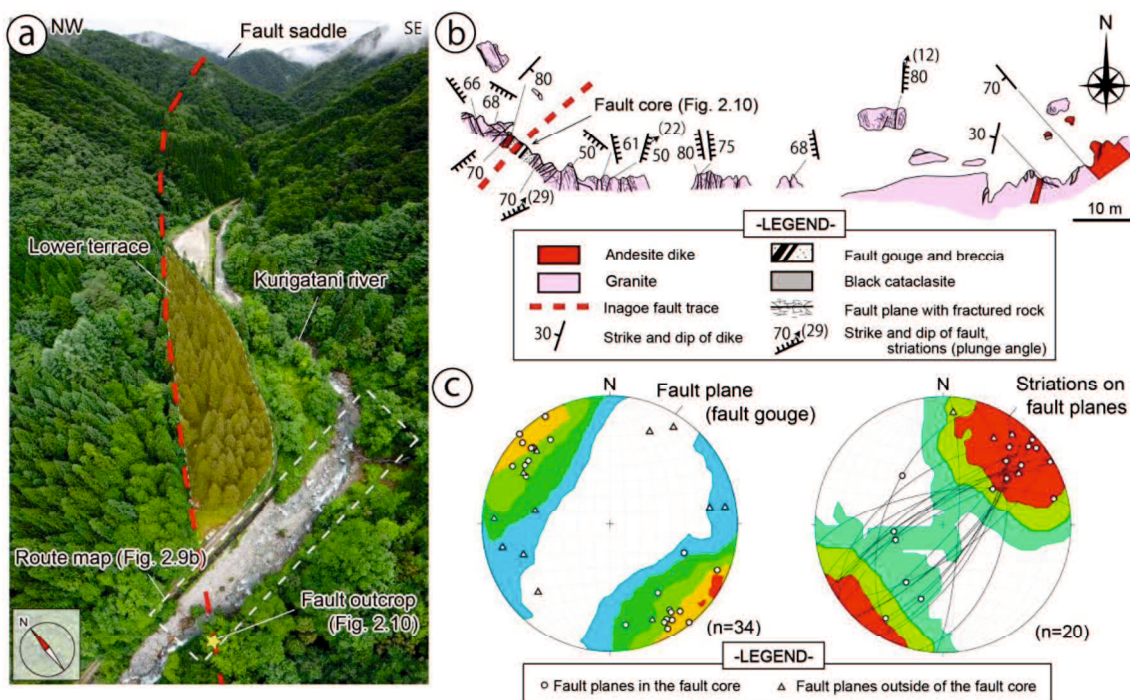 a
NW
SE
Fault saddle
Lower terrace
Kurigatani river
Route map (Fig. 2.9b)
Fault outcrop
(Fig. 2.10)
N
b
N
66
68
80
Fault core (Fig. 2.10)
70
50
61
(22)
50
70 (29)
80
75
68
(12)
80
70
30
10 m
-LEGEND-
Andesite dike
Granite
Inagoe fault trace
30
Strike and dip of dike
Fault gouge and breccia
Black cataclasite
Fault plane with fractured rock
70 (29)
Strike and dip of fault,
striations (plunge angle)
c
N
Fault plane
(fault gouge)
(n=34)
N
Striations on
fault planes
(n=20)
-LEGEND-
Fault planes in the fault core
Fault planes outside of the fault core